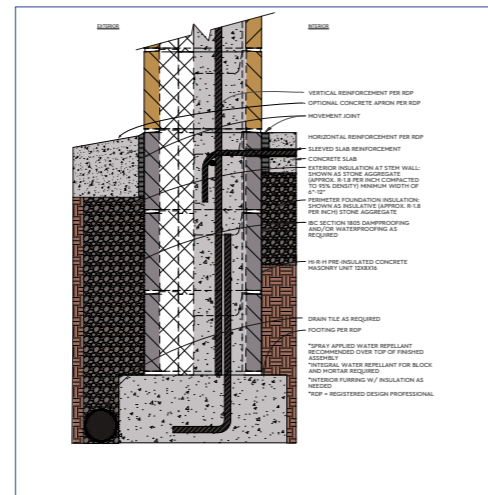 EXTERIOR
INTERIOR
VERTICAL REINFORCEMENT PER RDP
OPTIONAL CONCRETE APRON PER RDP
MOVEMENT JOINT
HORIZONTAL REINFORCEMENT PER RDP
SLEEVED SLAB REINFORCEMENT
CONCRETE SLAB
EXTERIOR INSULATION AT STEM WALL:
SHOWN AS STONE AGGREGATE
(APPROX. R-1.8 PER INCH COMPACTED
TO 95% DENSITY) MINIMUM WIDTH OF
6"-12"
PERIMETER FOUNDATION INSULATION:
SHOWN AS INSULATIVE (APPROX. R-1.8
PER INCH) STONE AGGREGATE
IBC SECTION 1805 DAMPPROOFING
AND/OR WATERPROOFING AS
REQUIRED
HI-R-H PRE-INSULATED CONCRETE
MASONRY UNIT 12X8X16
DRAIN TILE AS REQUIRED
FOOTING PER RDP
*SPRAY APPLIED WATER REPELLANT
RECOMMENDED OVER TOP OF FINISHED
ASSEMBLY
*INTEGRAL WATER REPELLANT FOR BLOCK
AND MORTAR REQUIRED
*INTERIOR FURRING W/ INSULATION AS
NEEDED
*RDP = REGISTERED DESIGN PROFESSIONAL